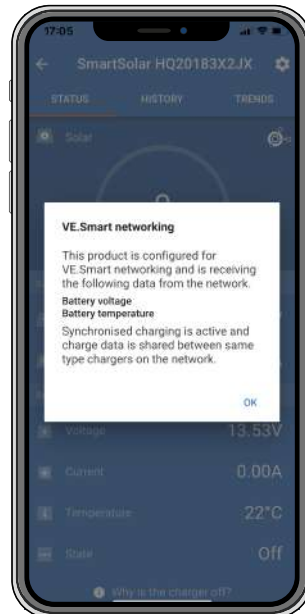 17:05
SmartSolar HQ20183X2JX
STATUS HISTORY TRENDS
Solar
VE.Smart networking
This product is configured for
VE.Smart networking and is receiving
the following data from the network.
Battery voltage
Battery temperature
Synchronised charging is active and
charge data is shared between same
type chargers on the network.
OK
Voltage 13.53V
Current 0.00A
Temperature 22°C
State Off
Why is the charger off?